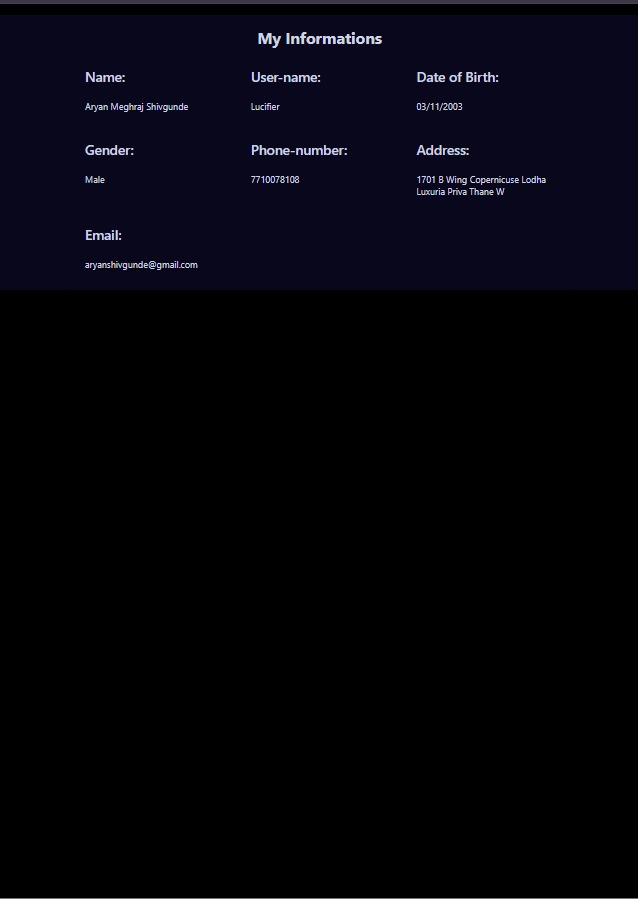 My Informations
Name:
User-name:
Date of Birth:
Aryan Meghraj Shivgunde
Lucifier
03/11/2003
Gender:
Phone-number:
Address:
Male
7710078108
1701 B Wing Copernicuse Lodha
Luxuria Priva Thane W
Email:
aryanshivgunde@gmail.com